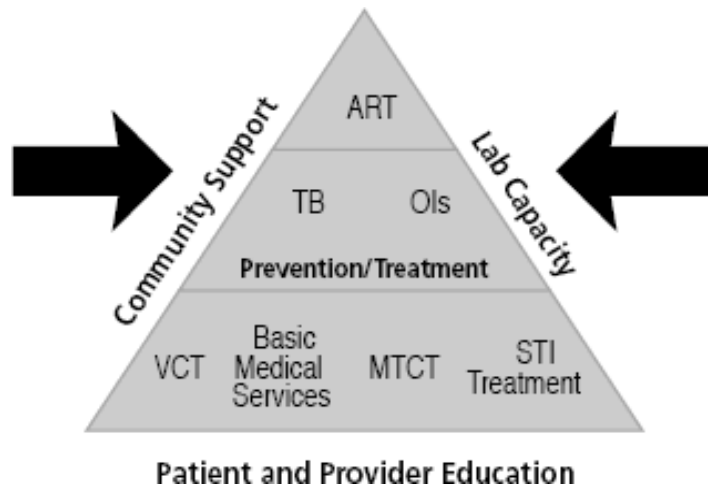 ART
Community Support
Lab Capacity
TB OIs
Prevention/Treatment
VCT
Basic
Medical
Services
MTCT
STI
Treatment
Patient and Provider Education